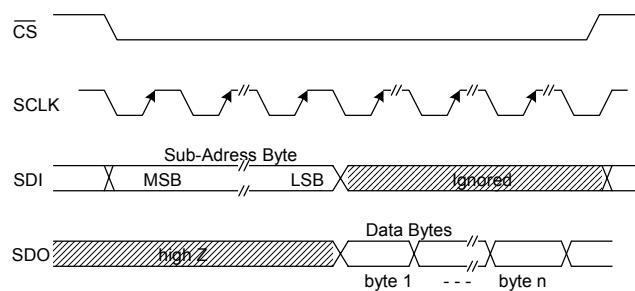 CS
SCLK
Sub-Adress Byte
SDI
MSB
LSB
Ignored
Data Bytes
SDO
high Z
byte 1
- - -
byte n